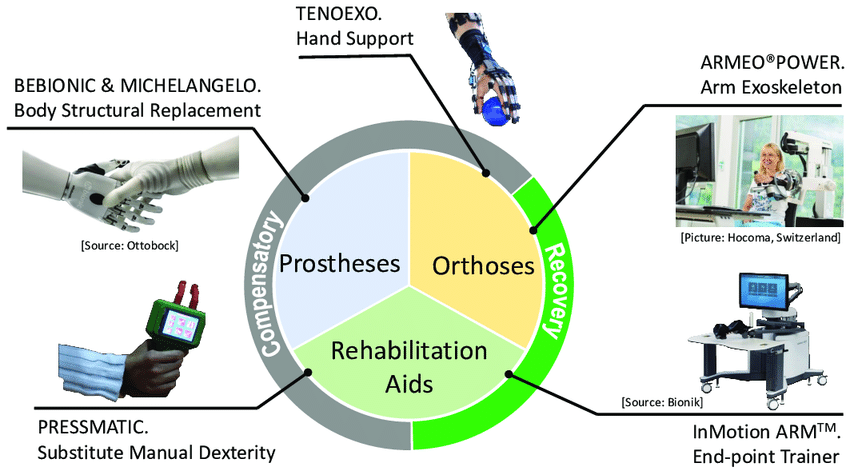 TENOEXO.
Hand Support
BEBIONIC & MICHELANGELO.
Body Structural Replacement
ARMEO®POWER.
Arm Exoskeleton
[Source: Ottobock]
[Picture: Hocoma, Switzerland]
Compensatory
Recovery
Prostheses
Orthoses
Rehabilitation
Aids
PRESSMATIC.
Substitute Manual Dexterity
[Source: Bionik]
InMotion ARM™.
End-point Trainer